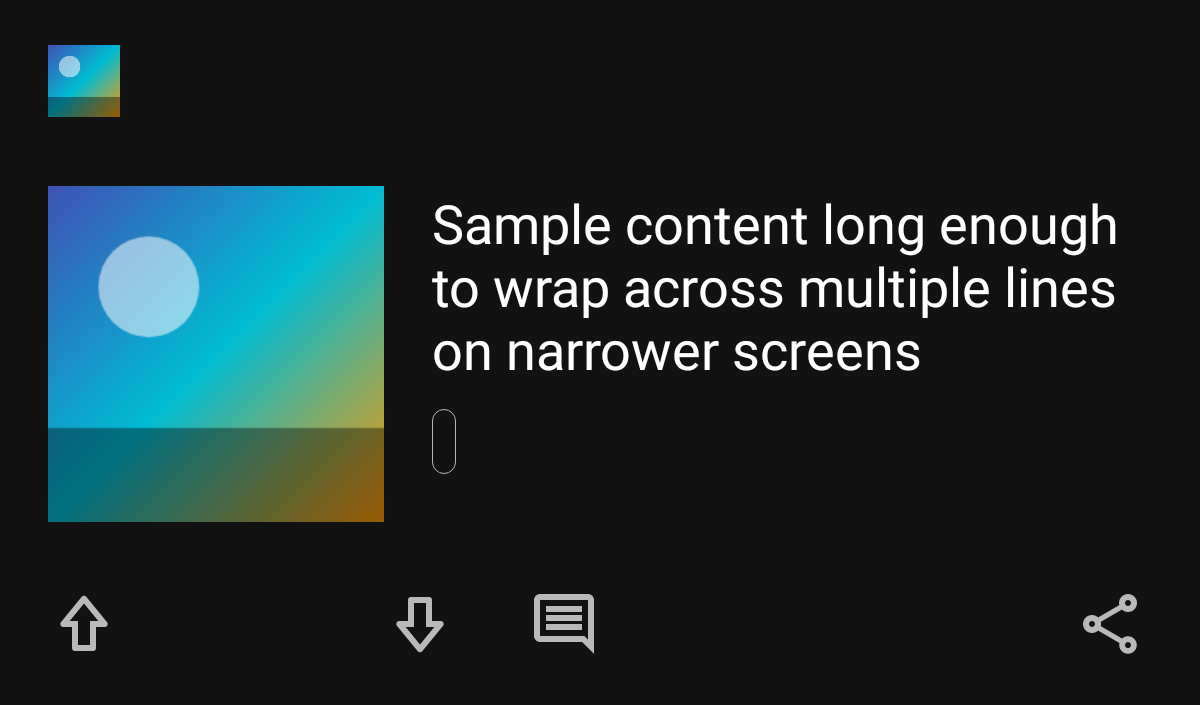 Sample content long enough
to wrap across multiple lines
on narrower screens